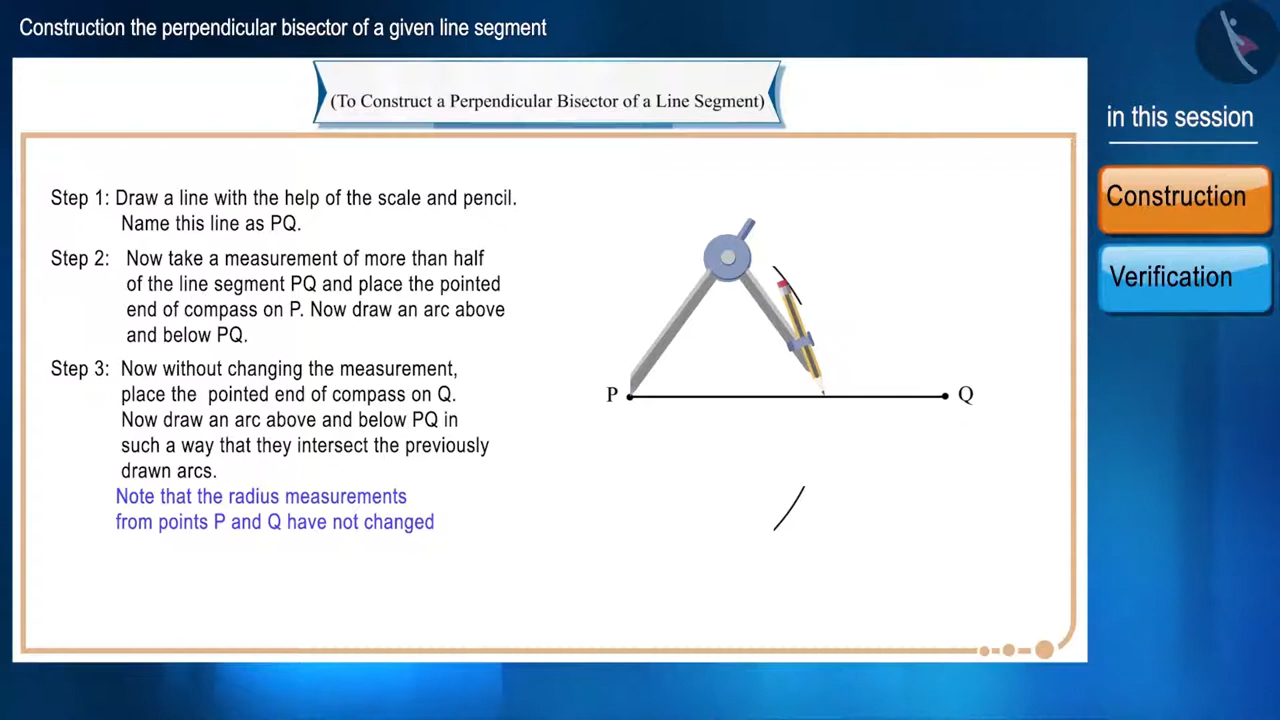 Construction the perpendicular bisector of a given line segment
(To Construct a Perpendicular Bisector of a Line Segment)
in this session
Construction
Verification
Step 1: Draw a line with the help of the scale and pencil.
Name this line as PQ.
Step 2: Now take a measurement of more than half
of the line segment PQ and place the pointed
end of compass on P. Now draw an arc above
and below PQ.
Step 3: Now without changing the measurement,
place the pointed end of compass on Q.
Now draw an arc above and below PQ in
such a way that they intersect the previously
drawn arcs.
Note that the radius measurements
from points P and Q have not changed
P
Q